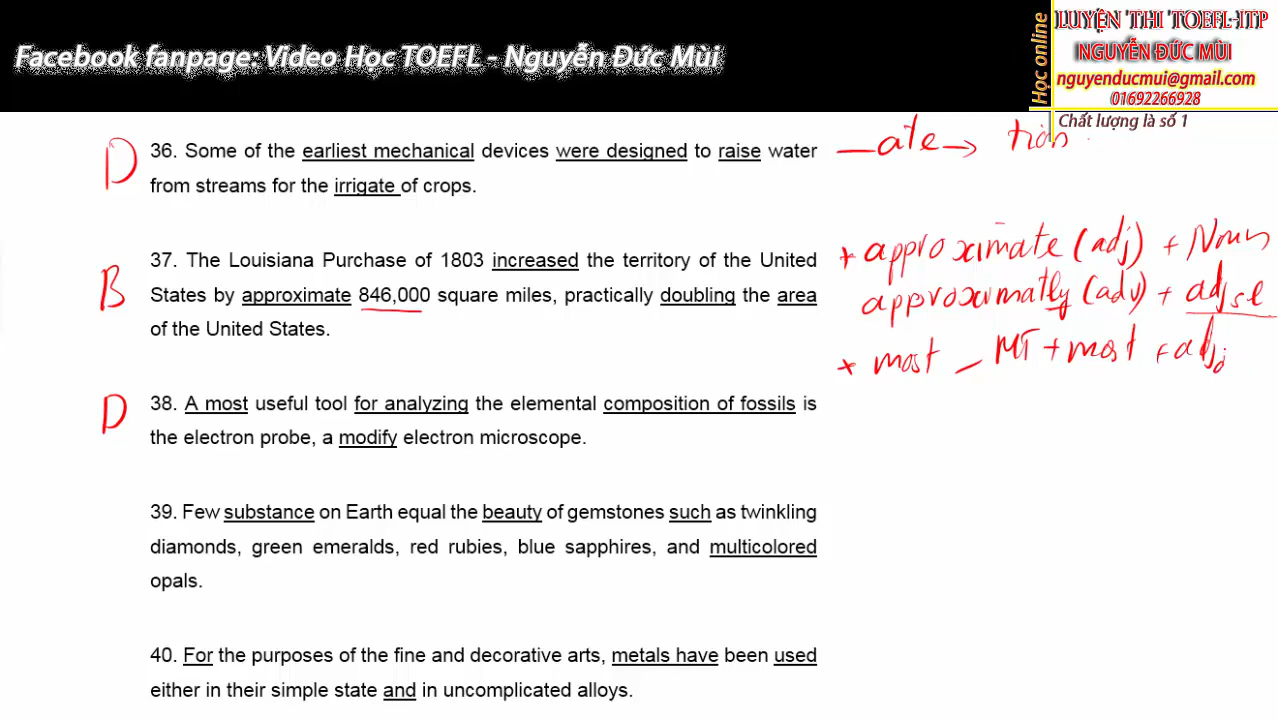 Facebook fanpage: Video Học TOEFL - Nguyễn Đức Mùi
Học online
LUYỆN THI TOEFL-ITP
NGUYỄN ĐỨC MÙI
nguyenducmui@gmail.com
01692266928
Chất lượng là số 1
__ate → tion
D
36. Some of the earliest mechanical devices were designed to raise water
from streams for the irrigate of crops.
+ approximate (adj) + Noun
B
37. The Louisiana Purchase of 1803 increased the territory of the United
States by approximate 846,000 square miles, practically doubling the area
of the United States.
approximatly (adv) + adj sl
+ most _ MT + most + adj
D
38. A most useful tool for analyzing the elemental composition of fossils is
the electron probe, a modify electron microscope.
39. Few substance on Earth equal the beauty of gemstones such as twinkling
diamonds, green emeralds, red rubies, blue sapphires, and multicolored
opals.
40. For the purposes of the fine and decorative arts, metals have been used
either in their simple state and in uncomplicated alloys.